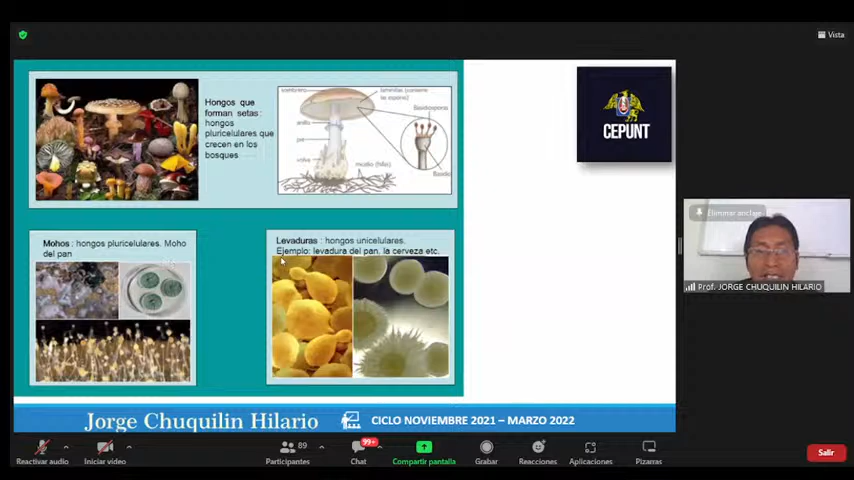 Vista
Hongos que
forman setas:
hongos
pluricelulares que
crecen en los
bosques
sombrero
laminillas (contiene
las esporas)
Basidiospora
anillo
pie
volva
micelio (hifas)
Basidio
CEPUNT
Mohos: hongos pluricelulares. Moho
del pan
Levaduras : hongos unicelulares.
Ejemplo: levadura del pan, la cerveza etc.
Eliminar anclaje
Prof. JORGE CHUQUILIN HILARIO
Jorge Chuquilin Hilario
CICLO NOVIEMBRE 2021 – MARZO 2022
Reactivar audio
Iniciar video
89
Participantes
99+
Chat
Compartir pantalla
Grabar
Reacciones
Aplicaciones
Pizarras
Salir